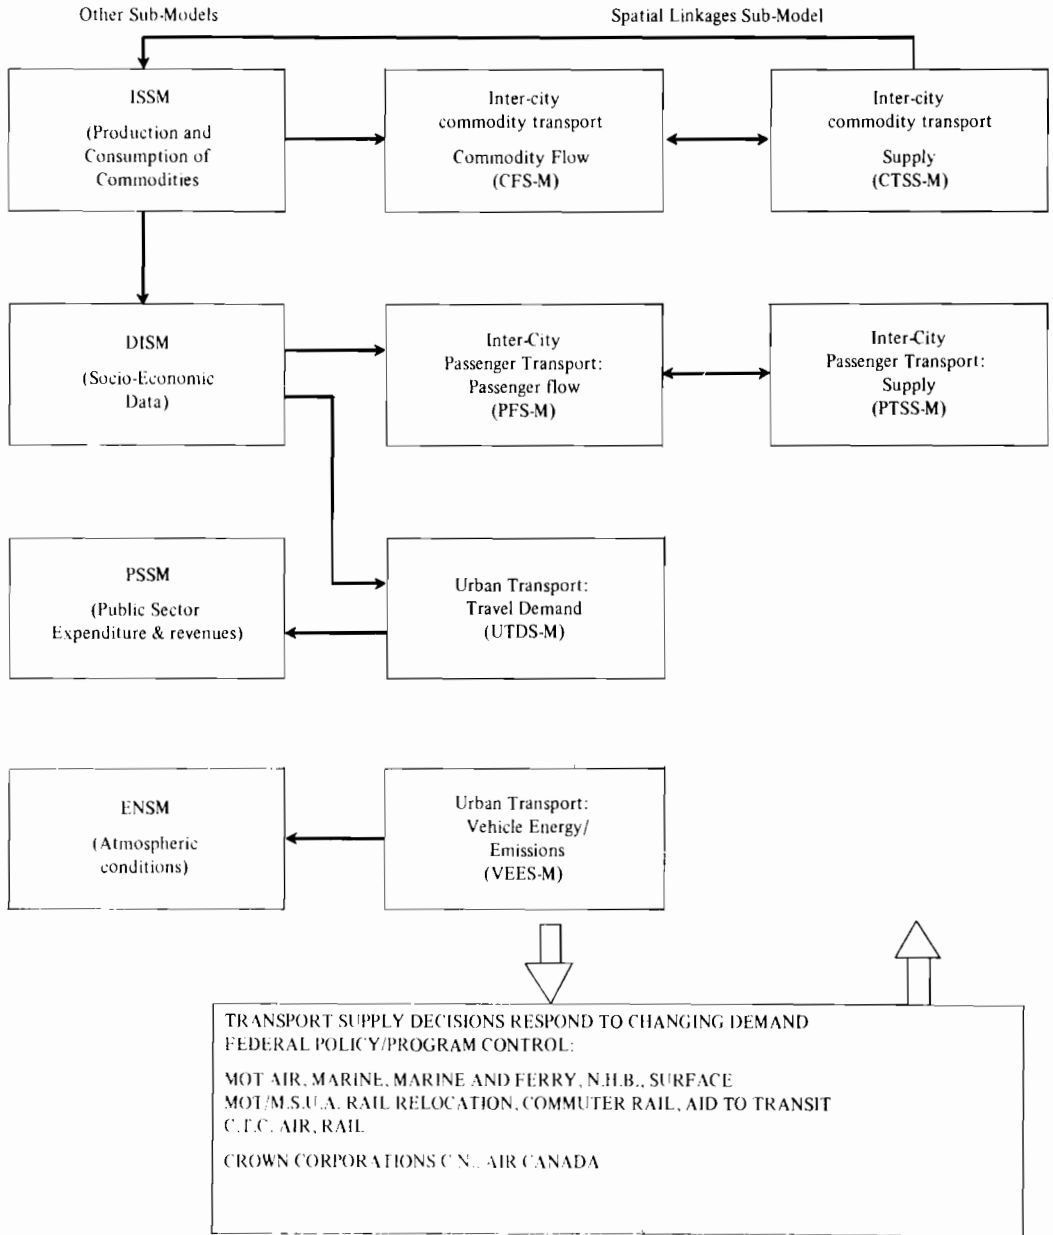 Other Sub-Models
Spatial Linkages Sub-Model
ISSM
(Production and
Consumption of
Commodities
Inter-city
commodity transport
Commodity Flow
(CFS-M)
Inter-city
commodity transport
Supply
(CTSS-M)
DISM
(Socio-Economic
Data)
Inter-City
Passenger Transport:
Passenger flow
(PFS-M)
Inter-City
Passenger Transport:
Supply
(PTSS-M)
PSSM
(Public Sector
Expenditure & revenues)
Urban Transport:
Travel Demand
(UTDS-M)
ENSM
(Atmospheric
conditions)
Urban Transport:
Vehicle Energy/
Emissions
(VEES-M)
TRANSPORT SUPPLY DECISIONS RESPOND TO CHANGING DEMAND
FEDERAL POLICY/PROGRAM CONTROL:
MOT AIR, MARINE, MARINE AND FERRY, N.H.B., SURFACE
MOT/M.S.U.A. RAIL RELOCATION, COMMUTER RAIL, AID TO TRANSIT
C.T.C. AIR, RAIL
CROWN CORPORATIONS C.N., AIR CANADA